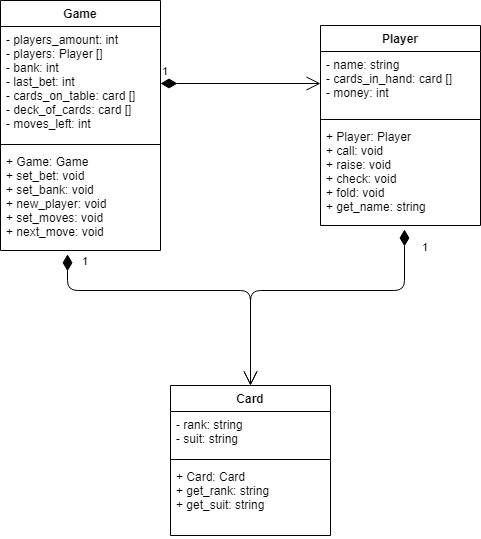 Game
- players_amount: int
- players: Player []
- bank: int
- last_bet: int
- cards_on_table: card []
- deck_of_cards: card []
- moves_left: int
+ Game: Game
+ set_bet: void
+ set_bank: void
+ new_player: void
+ set_moves: void
+ next_move: void
1
1
Player
- name: string
- cards_in_hand: card []
- money: int
+ Player: Player
+ call: void
+ raise: void
+ check: void
+ fold: void
+ get_name: string
1
Card
- rank: string
- suit: string
+ Card: Card
+ get_rank: string
+ get_suit: string